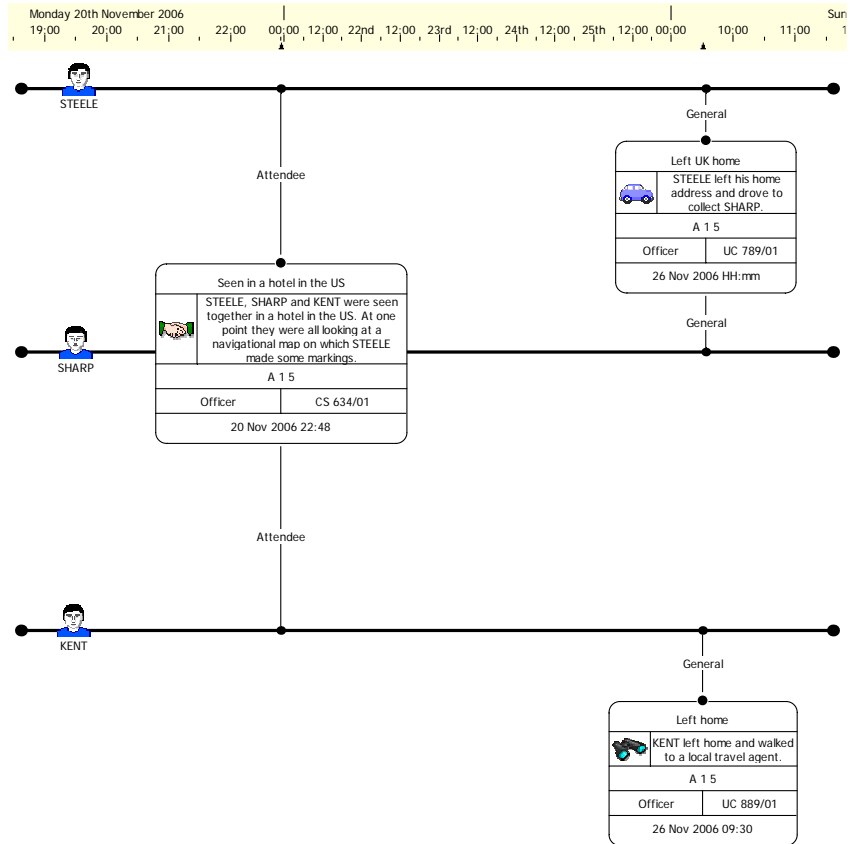 Monday 20th November 2006
Sun
19:00 20:00 21:00 22:00 00:00 12:00 22nd 12:00 23rd 12:00 24th 12:00 25th 12:00 00:00 10:00 11:00 1
STEELE
General
Left UK home
STEELE left his home
address and drove to
collect SHARP.
A 1 5
Officer UC 789/01
26 Nov 2006 HH:mm
General
Attendee
Seen in a hotel in the US
STEELE, SHARP and KENT were seen
together in a hotel in the US. At one
point they were all looking at a
navigational map on which STEELE
made some markings.
A 1 5
Officer CS 634/01
20 Nov 2006 22:48
SHARP
Attendee
KENT
General
Left home
KENT left home and walked
to a local travel agent.
A 1 5
Officer UC 889/01
26 Nov 2006 09:30